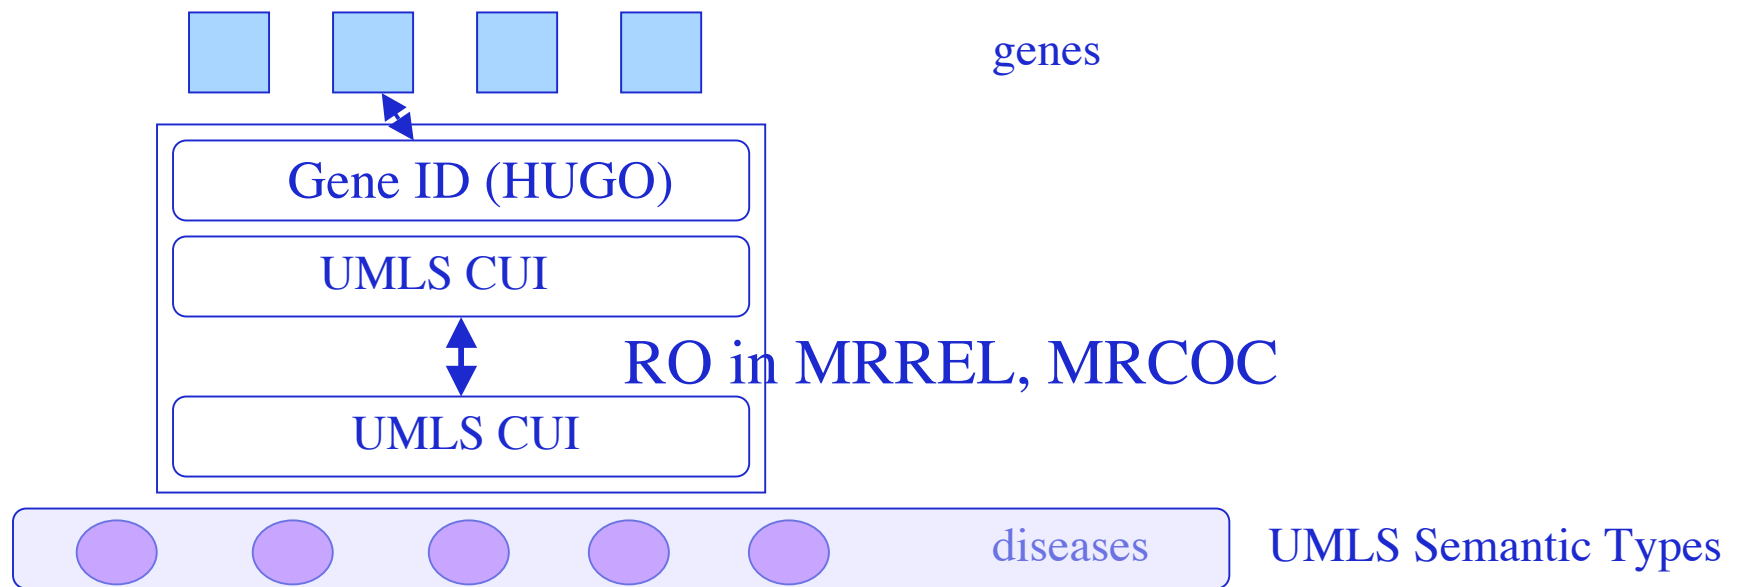 genes
Gene ID (HUGO)
UMLS CUI
RO in MRREL, MRCOC
UMLS CUI
diseases
UMLS Semantic Types